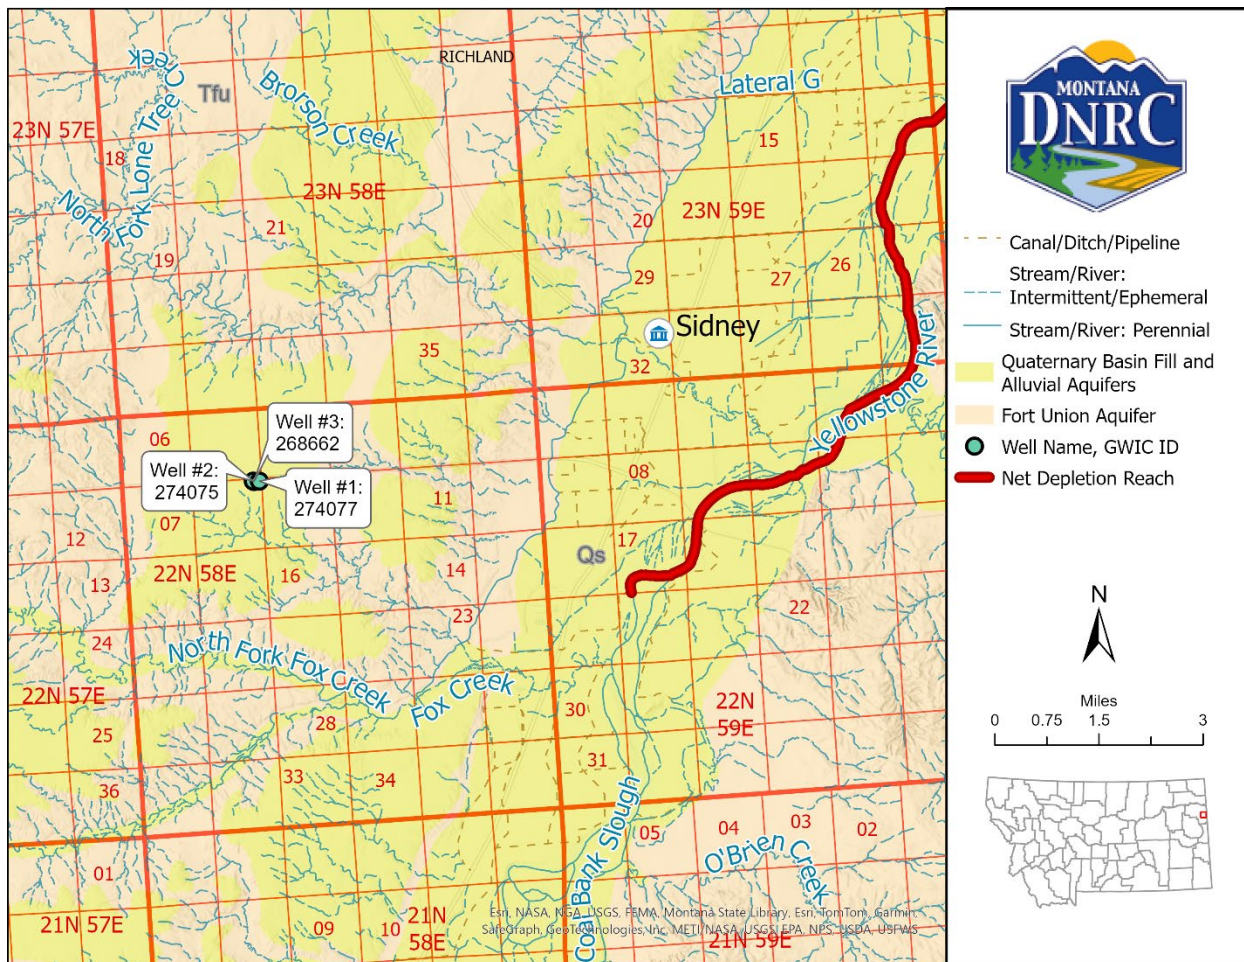 RICHLAND
Lateral G
Tfu
Brorson Creek
North Fork Lone Tree Creek
23N 57E
15
18
23N 58E
23N 59E
20
21
19
29
27
26
Sidney
35
32
Yellowstone River
06
Well #3:
268662
Well #2:
274075
Well #1:
274077
08
11
07
12
17
Qs
22N 58E
16
14
13
22
23
24
North Fork Fox Creek
Fox Creek
22N 57E
22N
59E
30
28
25
31
33
34
36
Coal Bank Slough
05
04
03
02
01
O'Brien Creek
21N 57E
09
10
21N
58E
21N 59E
Esri, NASA, NGA, USGS, FEMA, Montana State Library, Esri, TomTom, Garmin,
SafeGraph, GeoTechnologies, Inc, METI/NASA, USGS, EPA, NPS, USDA, USFWS
MONTANA
DNRC
Canal/Ditch/Pipeline
Stream/River:
Intermittent/Ephemeral
Stream/River: Perennial
Quaternary Basin Fill and
Alluvial Aquifers
Fort Union Aquifer
Well Name, GWIC ID
Net Depletion Reach
N
Miles
0 0.75 1.5 3